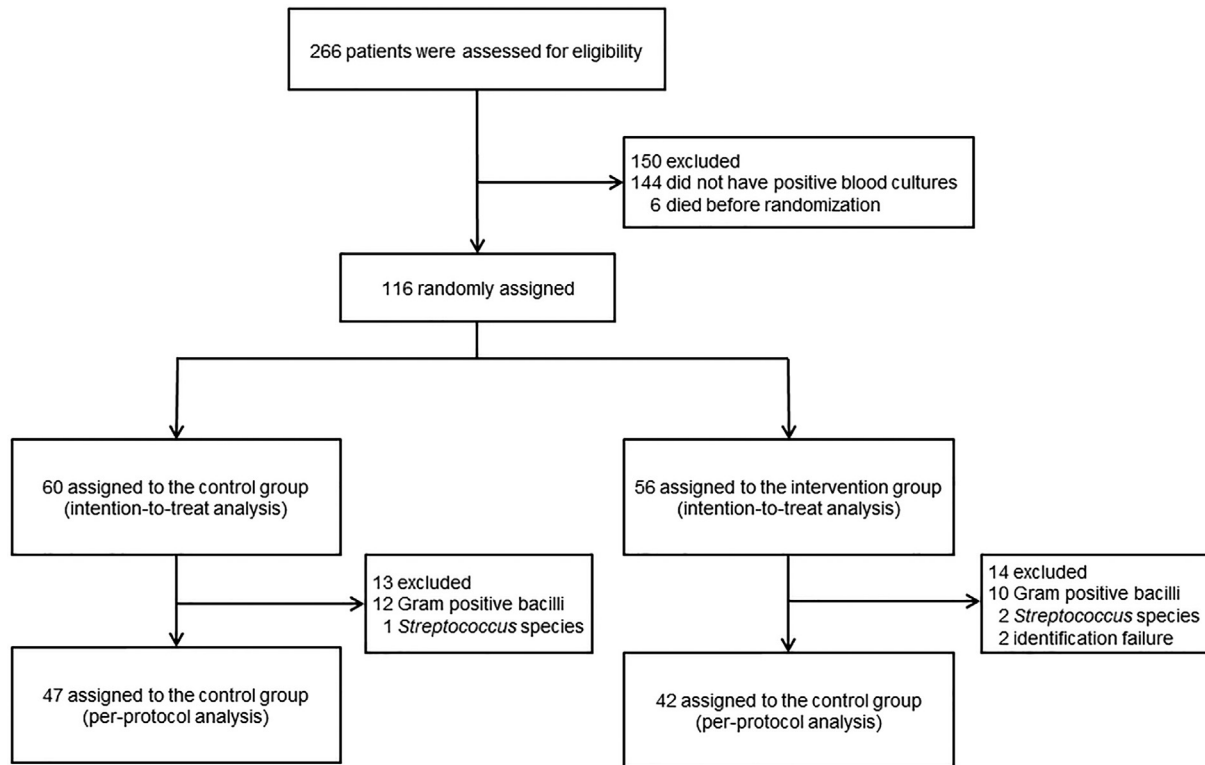 266 patients were assessed for eligibility
150 excluded
144 did not have positive blood cultures
6 died before randomization
116 randomly assigned
60 assigned to the control group
(intention-to-treat analysis)
56 assigned to the intervention group
(intention-to-treat analysis)
13 excluded
12 Gram positive bacilli
1 Streptococcus species
14 excluded
10 Gram positive bacilli
2 Streptococcus species
2 identification failure
47 assigned to the control group
(per-protocol analysis)
42 assigned to the control group
(per-protocol analysis)